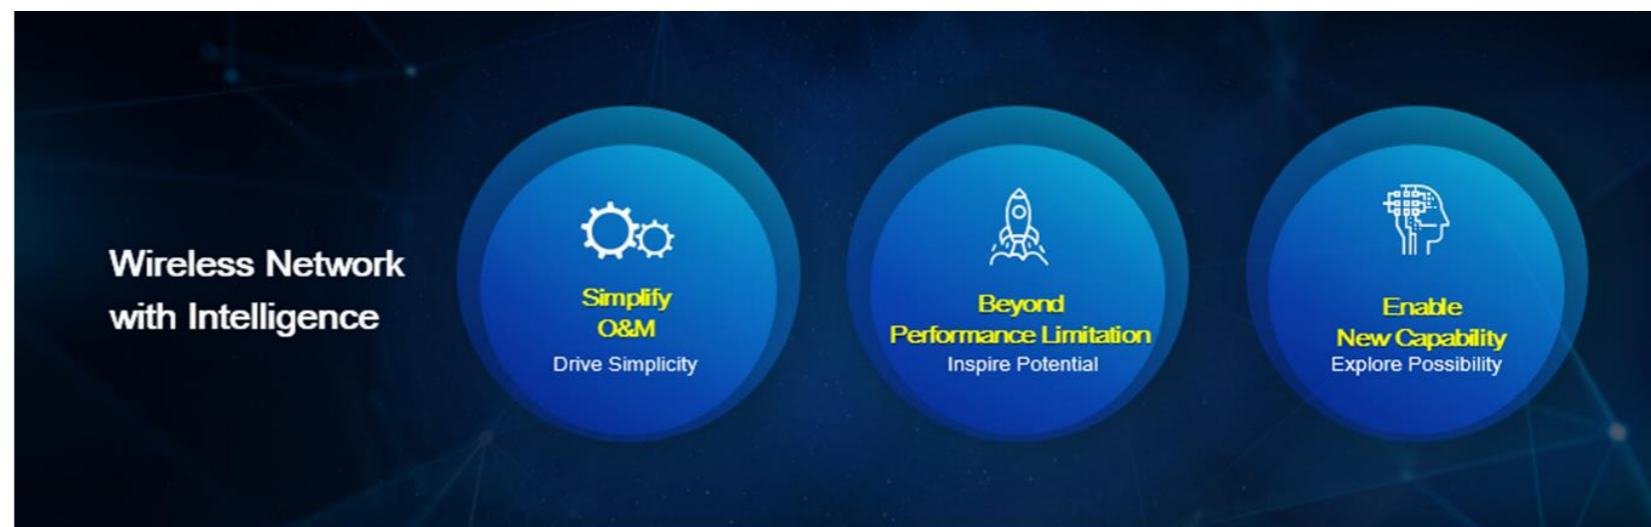 Wireless Network
with Intelligence
Simplify
O&M
Drive Simplicity
Beyond
Performance Limitation
Inspire Potential
Enable
New Capability
Explore Possibility